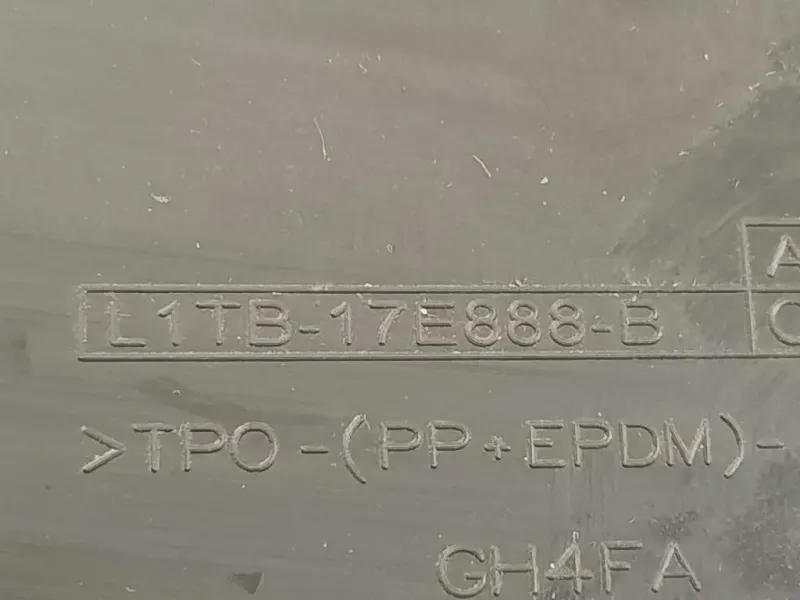 A
L1TB-17E888-B
>TPO-(PP+EPDM)-
GH4FA